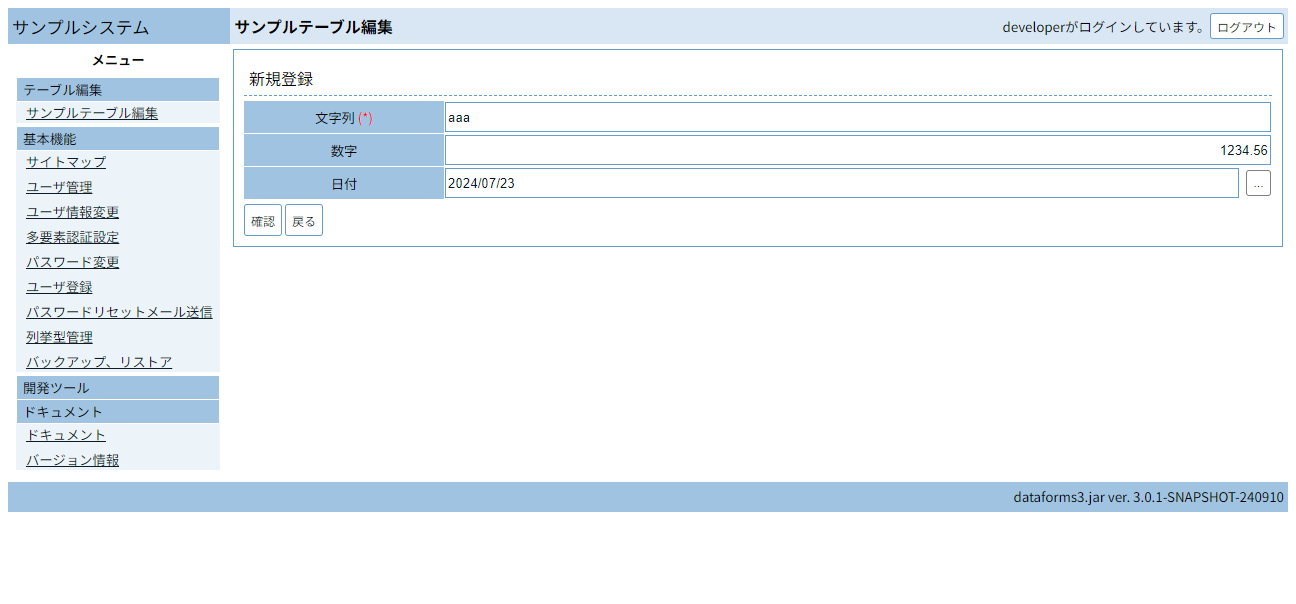 サンプルシステム
サンプルテーブル編集
developerがログインしています。 ログアウト
メニュー
テーブル編集
サンプルテーブル編集
基本機能
サイトマップ
ユーザ管理
ユーザ情報変更
多要素認証設定
パスワード変更
ユーザ登録
パスワードリセットメール送信
列挙型管理
バックアップ、リストア
開発ツール
ドキュメント
ドキュメント
バージョン情報
新規登録
文字列 (*) aaa
数字 1234.56
日付 2024/07/23 ...
確認 戻る
dataforms3.jar ver. 3.0.1-SNAPSHOT-240910